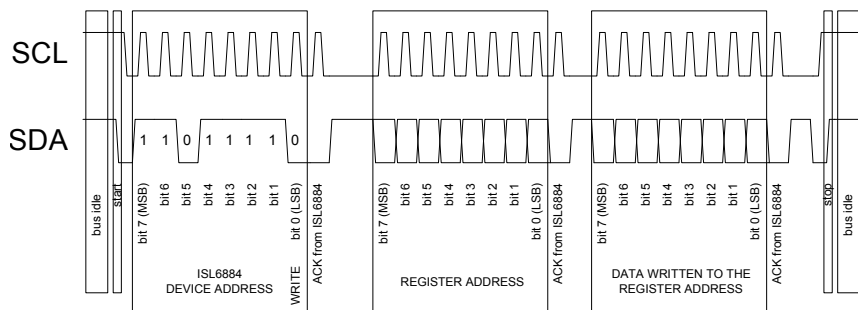 SCL
SDA
1 1 0 1 1 1 1 0
bus idle
start
bit 7 (MSB)
bit 6
bit 5
bit 4
bit 3
bit 2
bit 1
bit 0 (LSB)
ACK from ISL6884
bit 7 (MSB)
bit 6
bit 5
bit 4
bit 3
bit 2
bit 1
bit 0 (LSB)
ACK from ISL6884
bit 7 (MSB)
bit 6
bit 5
bit 4
bit 3
bit 2
bit 1
bit 0 (LSB)
ACK from ISL6884
stop
bus idle
ISL6884
DEVICE ADDRESS
WRITE
REGISTER ADDRESS
DATA WRITTEN TO THE
REGISTER ADDRESS